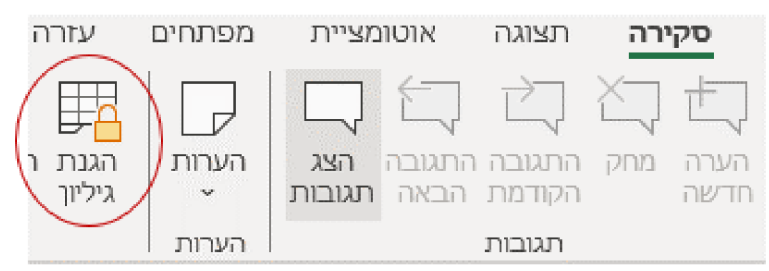 סקירה תצוגה אוטומציית מפתחים עזרה
הערה חדשה
מחק
התגובה הקודמת
התגובה הבאה
הצג תגובות
הערות
הגנת גיליון
תגובות
הערות